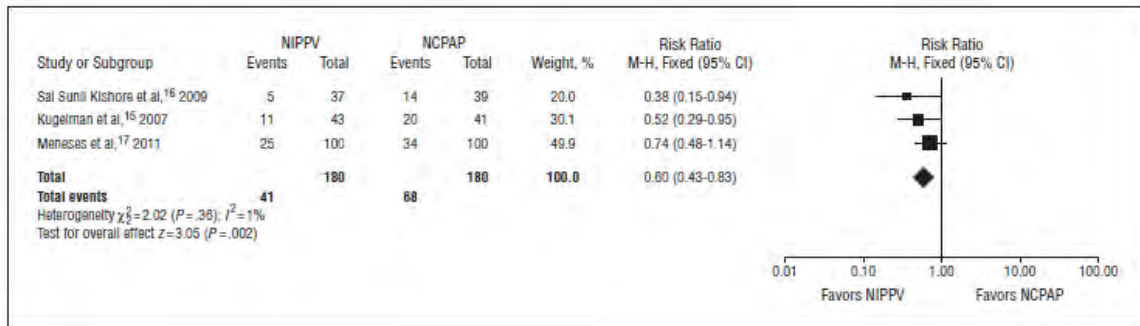 NIPPV NCPAP Risk Ratio Risk Ratio
Study or Subgroup Events Total Events Total Weight, % M-H, Fixed (95% CI) M-H, Fixed (95% CI)
Sai Sunil Kishore et al,16 2009 5 37 14 39 20.0 0.38 (0.15-0.94)
Kugelman et al,15 2007 11 43 20 41 30.1 0.52 (0.29-0.95)
Meneses et al,17 2011 25 100 34 100 49.9 0.74 (0.48-1.14)
Total 180 180 100.0 0.60 (0.43-0.83)
Total events 41 68
Heterogeneity χ²₂=2.02 (P=.36); I²=1%
Test for overall effect z=3.05 (P=.002)
0.01 0.10 1.00 10.00 100.00
Favors NIPPV Favors NCPAP